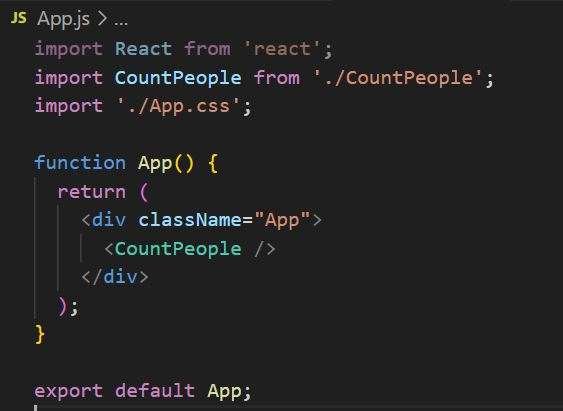 JS App.js > ...
import React from 'react';
import CountPeople from './CountPeople';
import './App.css';
function App() {
return (
<div className="App">
<CountPeople />
</div>
);
}
export default App;